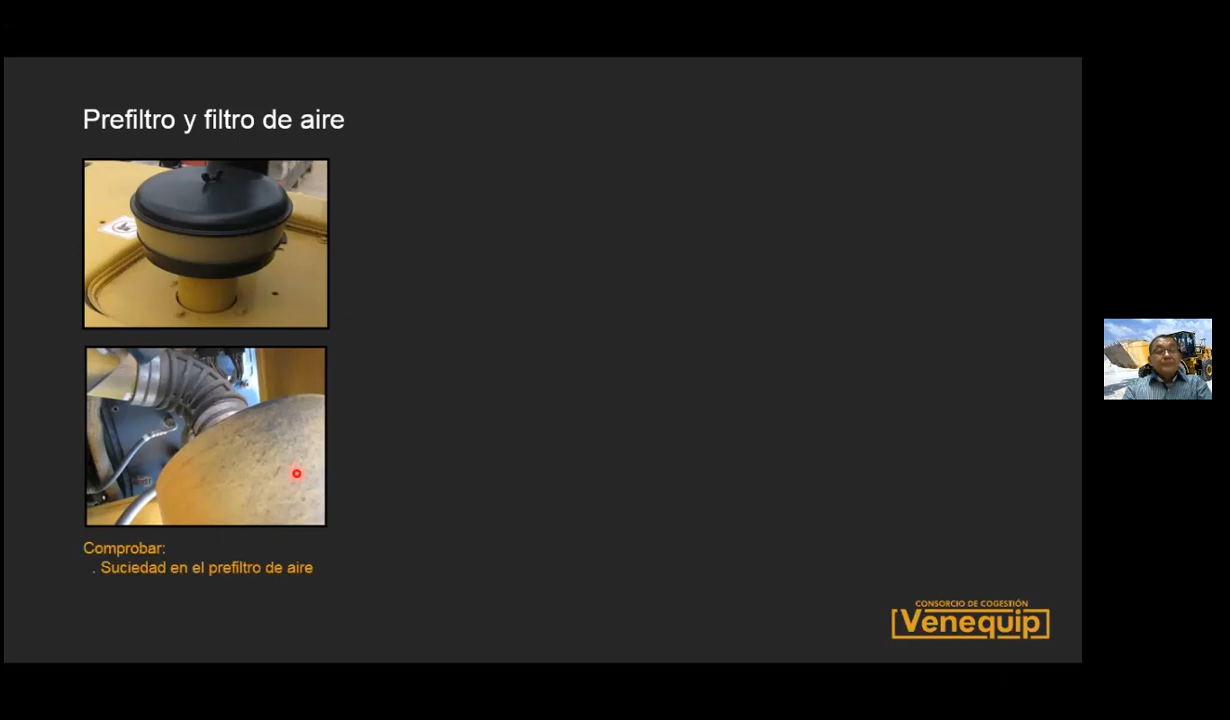 Prefiltro y filtro de aire
Comprobar:
. Suciedad en el prefiltro de aire
CONSORCIO DE COGESTIÓN
Venequip